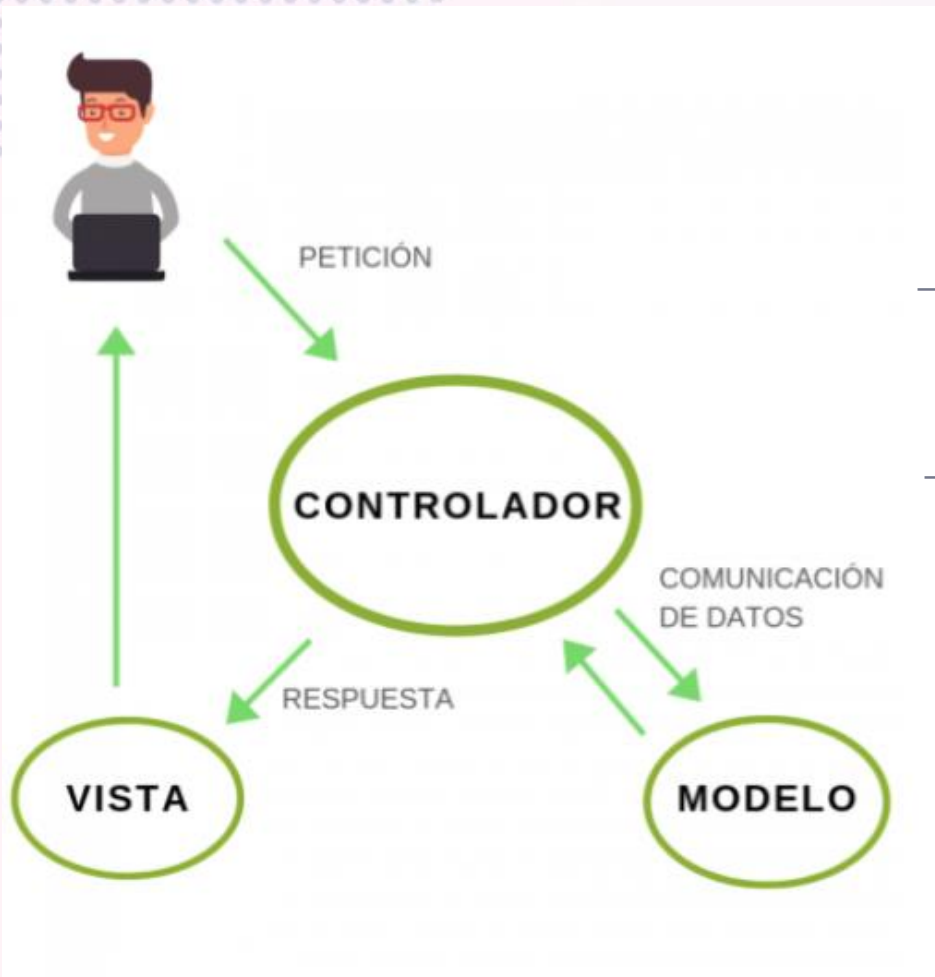 PETICIÓN
CONTROLADOR
COMUNICACIÓN
DE DATOS
RESPUESTA
VISTA
MODELO